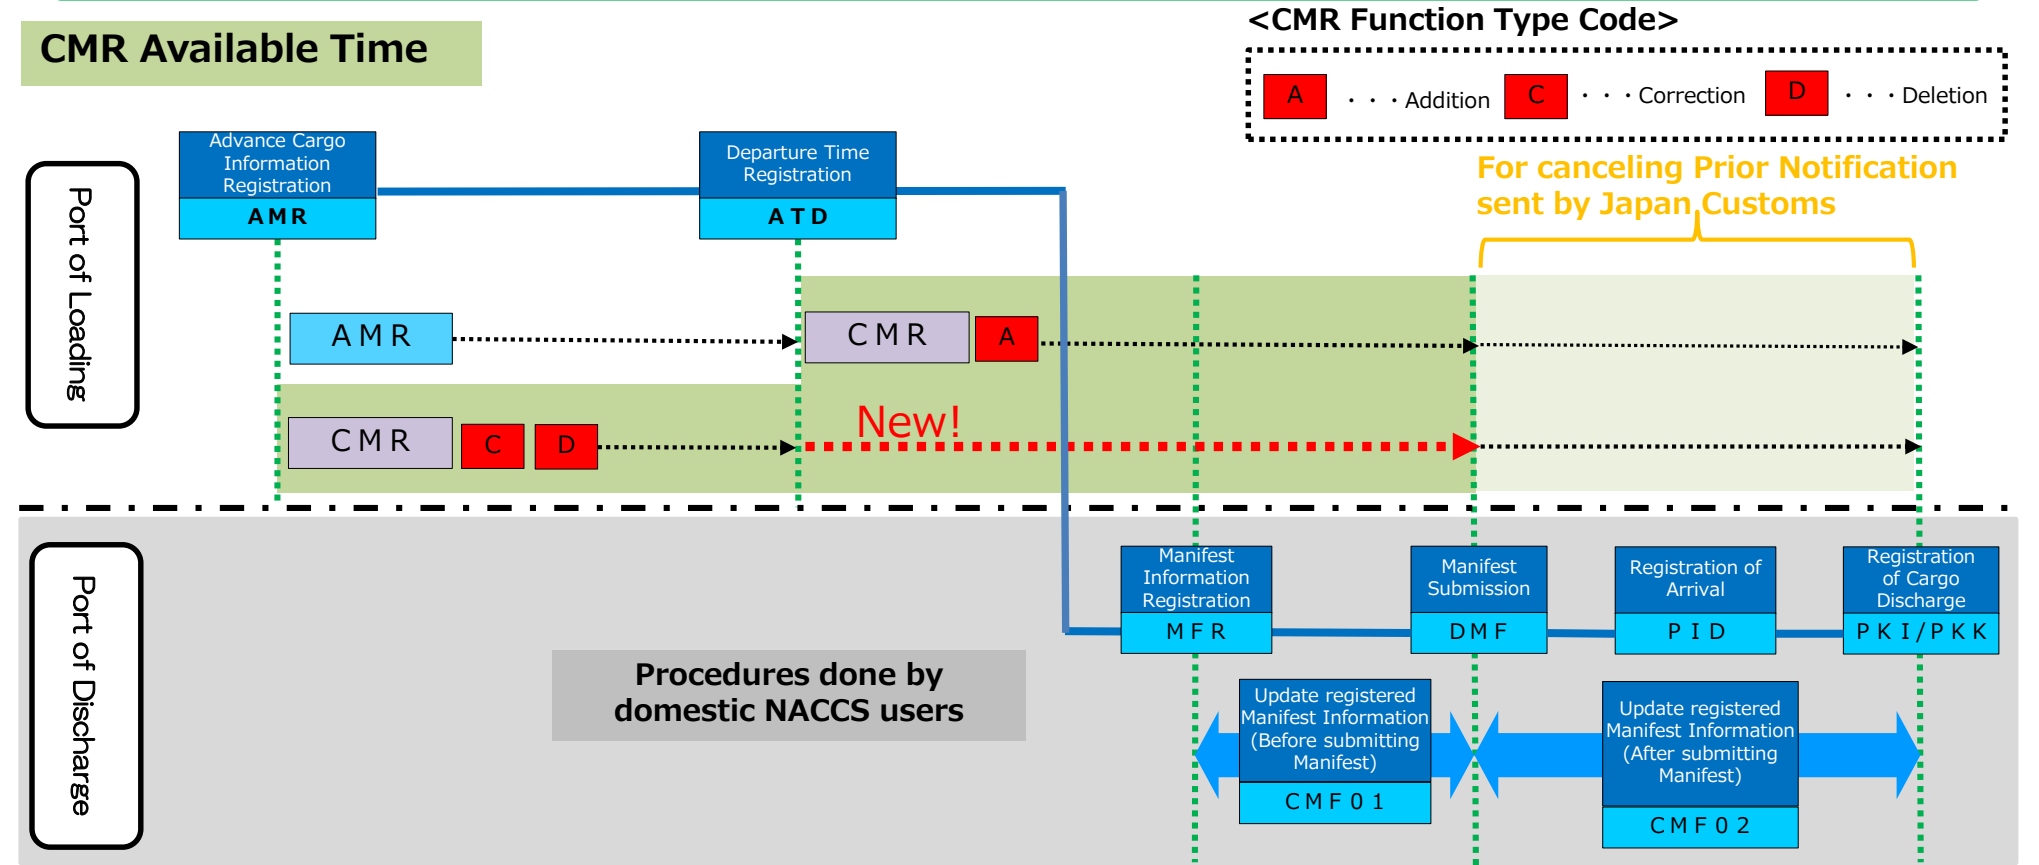 <CMR Function Type Code>
CMR Available Time
A ・・・Addition C ・・・Correction D ・・・Deletion
Advance Cargo
Information
Registration
AMR
Departure Time
Registration
ATD
For canceling Prior Notification
sent by Japan Customs
Port of Loading
AMR
CMR A
CMR C D
New!
Port of Discharge
Procedures done by
domestic NACCS users
Manifest
Information
Registration
MFR
Manifest
Submission
DMF
Registration of
Arrival
PID
Registration
of Cargo
Discharge
PKI/PKK
Update registered
Manifest Information
(Before submitting
Manifest)
CMF01
Update registered
Manifest Information
(After submitting
Manifest)
CMF02